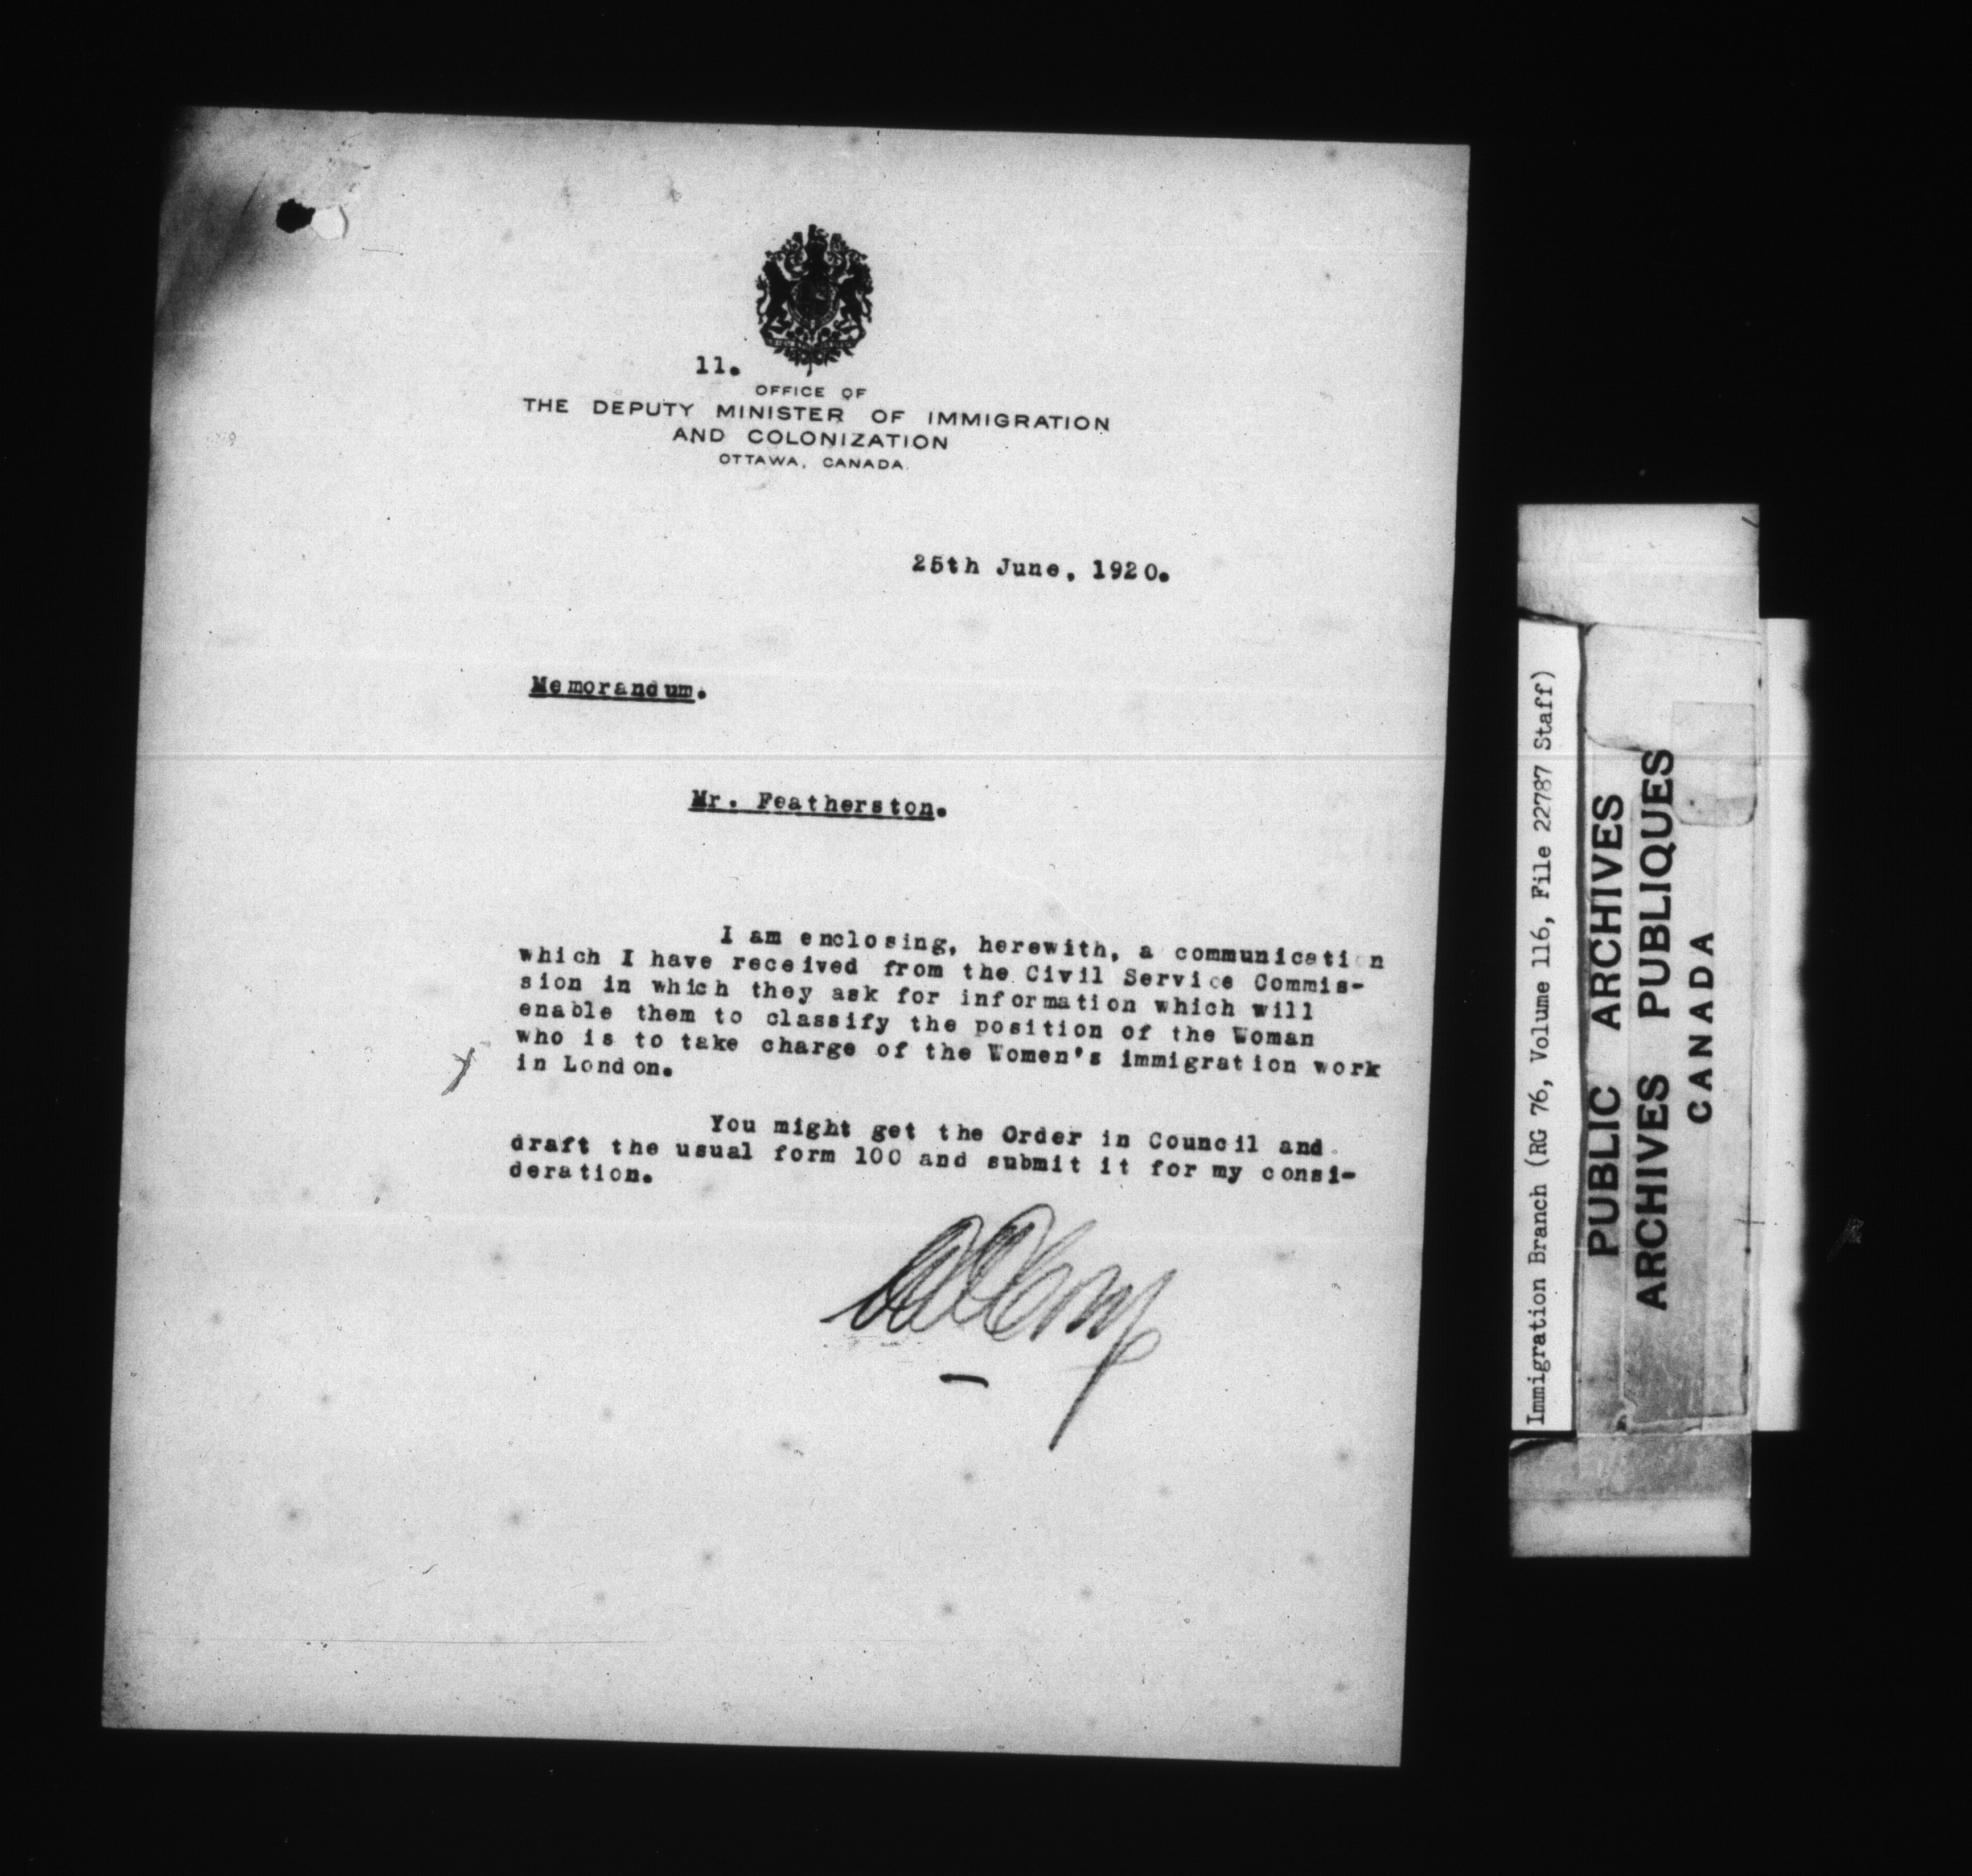 11.
OFFICE OF
THE DEPUTY MINISTER OF IMMIGRATION
AND COLONIZATION
OTTAWA, CANADA.
25th June, 1920.
Memorandum.
Mr. Featherston.
I am enclosing, herewith, a communicati n
which I have received from the Civil Service Commis-
sion in which they ask for information which will
enable them to classify the position of the Woman
who is to take charge of the Women's immigration work
in London.
You might get the Order in Council and
draft the usual form 100 and submit it for my consi-
deration.
Immigration Branch (RG 76, Volume 116, File 22787 Staff)
PUBLIC ARCHIVES
ARCHIVES PUBLIQUES
CANADA